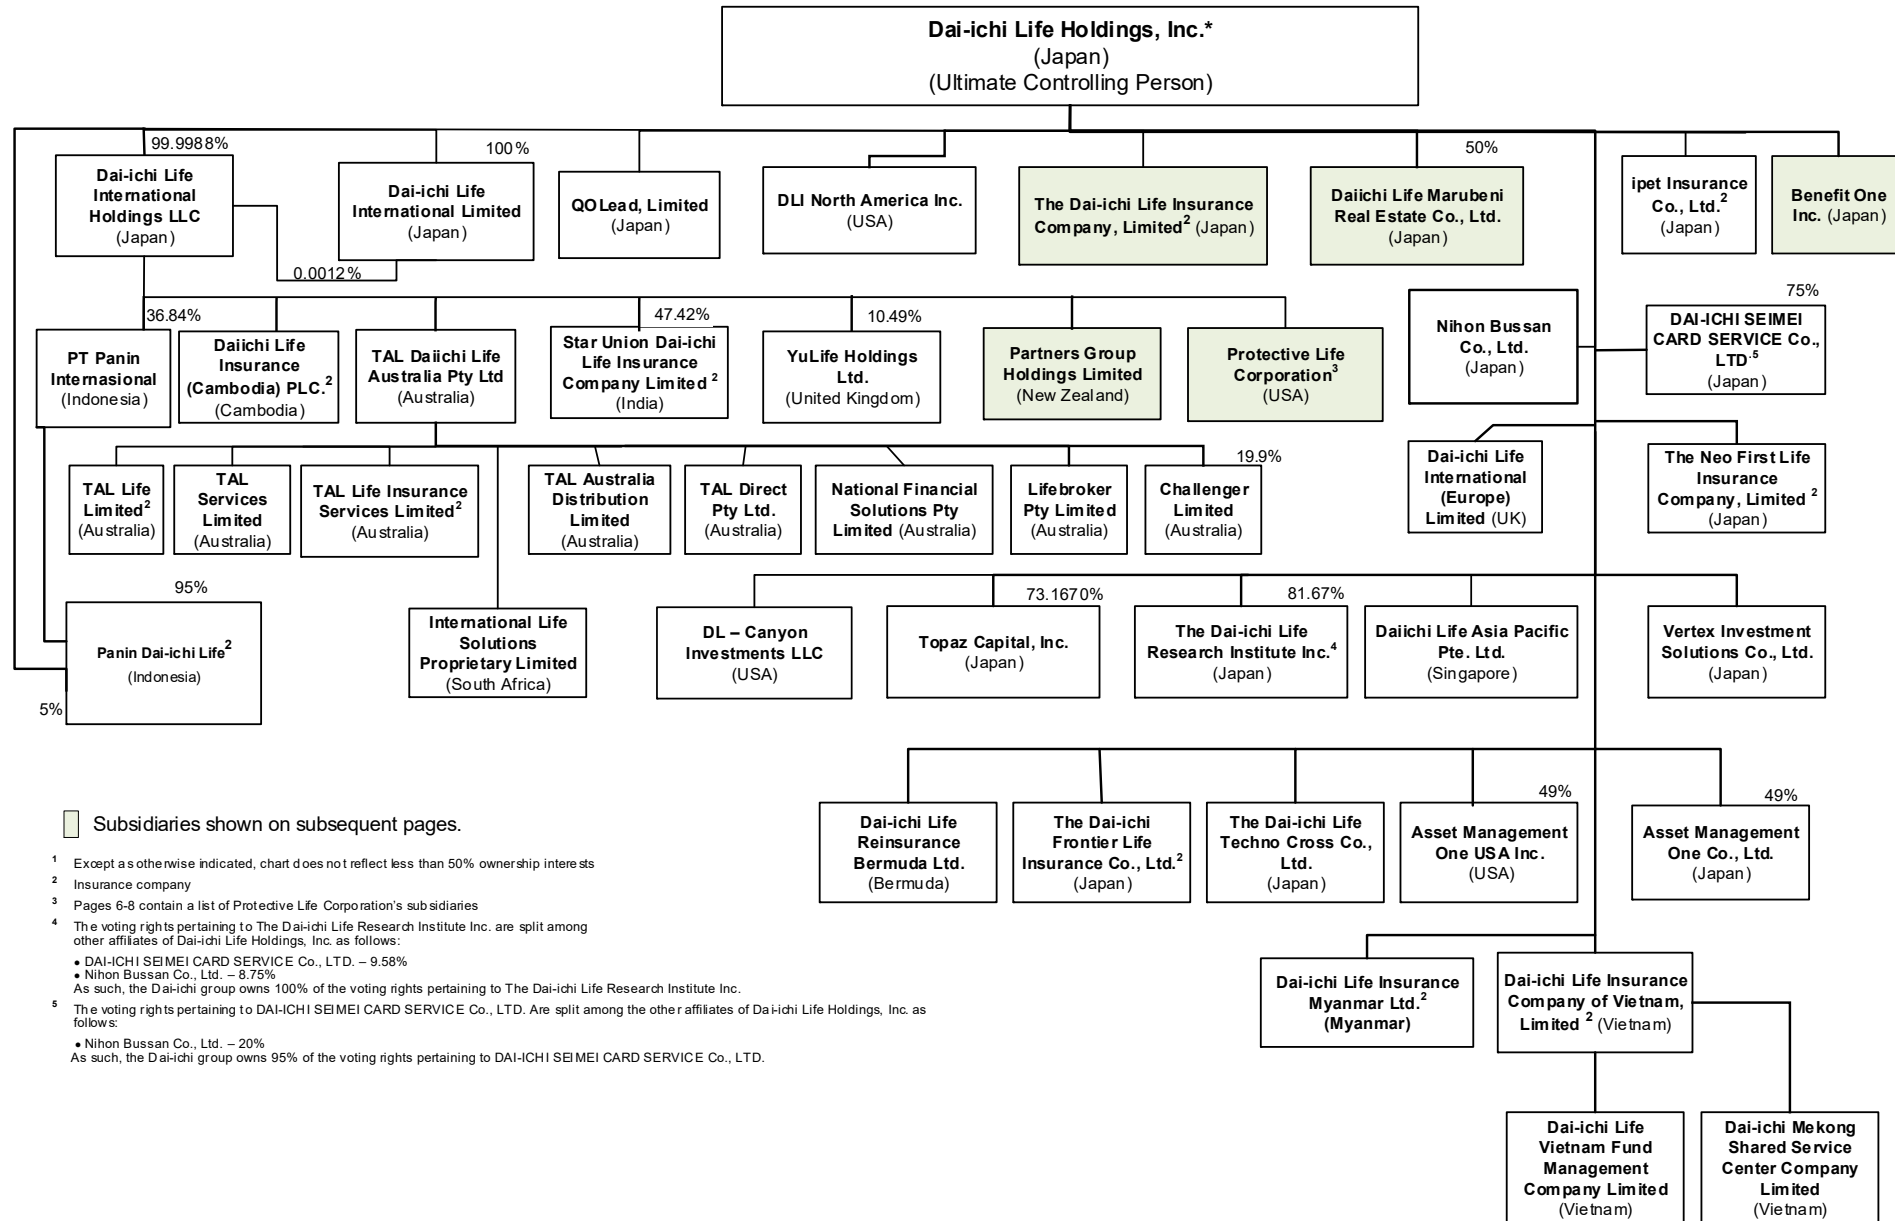 Dai-ichi Life Holdings, Inc.*
(Japan)
(Ultimate Controlling Person)
99.9988%
Dai-ichi Life
International
Holdings LLC
(Japan)
100%
Dai-ichi Life
International Limited
(Japan)
0.0012%
QOLead, Limited
(Japan)
DLI North America Inc.
(USA)
The Dai-ichi Life Insurance
Company, Limited² (Japan)
50%
Daiichi Life Marubeni
Real Estate Co., Ltd.
(Japan)
ipet Insurance
Co., Ltd.²
(Japan)
Benefit One
Inc. (Japan)
36.84%
PT Panin
Internasional
(Indonesia)
Daiichi Life
Insurance
(Cambodia) PLC.²
(Cambodia)
TAL Daiichi Life
Australia Pty Ltd
(Australia)
47.42%
Star Union Dai-ichi
Life Insurance
Company Limited ²
(India)
10.49%
YuLife Holdings
Ltd.
(United Kingdom)
Partners Group
Holdings Limited
(New Zealand)
Protective Life
Corporation³
(USA)
Nihon Bussan
Co., Ltd.
(Japan)
75%
DAI-ICHI SEIMEI
CARD SERVICE Co.,
LTD.⁵
(Japan)
TAL Life
Limited²
(Australia)
TAL
Services
Limited
(Australia)
TAL Life Insurance
Services Limited²
(Australia)
TAL Australia
Distribution
Limited
(Australia)
TAL Direct
Pty Ltd.
(Australia)
National Financial
Solutions Pty
Limited (Australia)
Lifebroker
Pty Limited
(Australia)
19.9%
Challenger
Limited
(Australia)
Dai-ichi Life
International
(Europe)
Limited (UK)
The Neo First Life
Insurance
Company, Limited ²
(Japan)
95%
Panin Dai-ichi Life²
(Indonesia)
5%
International Life
Solutions
Proprietary Limited
(South Africa)
DL – Canyon
Investments LLC
(USA)
73.1670%
Topaz Capital, Inc.
(Japan)
81.67%
The Dai-ichi Life
Research Institute Inc.⁴
(Japan)
Daiichi Life Asia Pacific
Pte. Ltd.
(Singapore)
Vertex Investment
Solutions Co., Ltd.
(Japan)
Dai-ichi Life
Reinsurance
Bermuda Ltd.
(Bermuda)
The Dai-ichi
Frontier Life
Insurance Co., Ltd.²
(Japan)
The Dai-ichi Life
Techno Cross Co.,
Ltd.
(Japan)
49%
Asset Management
One USA Inc.
(USA)
49%
Asset Management
One Co., Ltd.
(Japan)
Dai-ichi Life Insurance
Myanmar Ltd.²
(Myanmar)
Dai-ichi Life Insurance
Company of Vietnam,
Limited ² (Vietnam)
Dai-ichi Life
Vietnam Fund
Management
Company Limited
(Vietnam)
Dai-ichi Mekong
Shared Service
Center Company
Limited
(Vietnam)
Subsidiaries shown on subsequent pages.
¹ Except as otherwise indicated, chart does not reflect less than 50% ownership interests
² Insurance company
³ Pages 6-8 contain a list of Protective Life Corporation's subsidiaries
⁴ The voting rights pertaining to The Dai-ichi Life Research Institute Inc. are split among
other affiliates of Dai-ichi Life Holdings, Inc. as follows:
• DAI-ICHI SEIMEI CARD SERVICE Co., LTD. – 9.58%
• Nihon Bussan Co., Ltd. – 8.75%
As such, the Dai-ichi group owns 100% of the voting rights pertaining to The Dai-ichi Life Research Institute Inc.
⁵ The voting rights pertaining to DAI-ICHI SEIMEI CARD SERVICE Co., LTD. Are split among the other affiliates of Dai-ichi Life Holdings, Inc. as
follows:
• Nihon Bussan Co., Ltd. – 20%
As such, the Dai-ichi group owns 95% of the voting rights pertaining to DAI-ICHI SEIMEI CARD SERVICE Co., LTD.